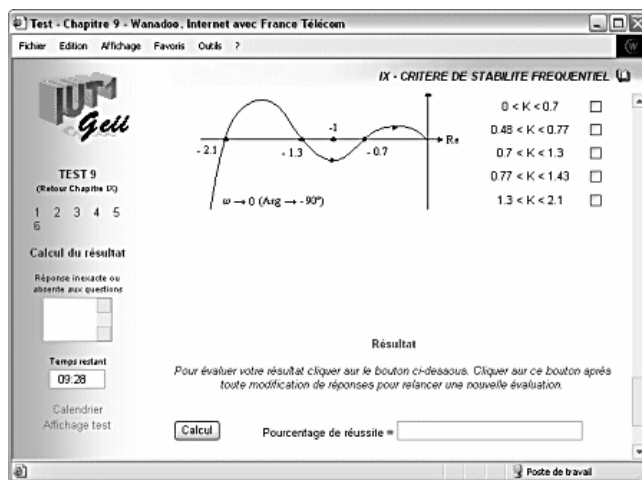 Test - Chapitre 9 - Wanadoo, Internet avec France Télécom
Fichier Edition Affichage Favoris Outils ?
IX - CRITERE DE STABILITE FREQUENTIEL
IUT1
Geii
TEST 9
(Retour Chapitre IX)
1 2 3 4 5
6
Calcul du résultat
Réponse inexacte ou
absente aux questions
Temps restant
09:28
Calendrier
Affichage test
-1
Re
- 2.1
- 1.3
- 0.7
ω → 0 (Arg → -90°)
0 < K < 0.7
0.48 < K < 0.77
0.7 < K < 1.3
0.77 < K < 1.43
1.3 < K < 2.1
Résultat
Pour évaluer votre résultat cliquer sur le bouton ci-dessous. Cliquer sur ce bouton après
toute modification de réponses pour relancer une nouvelle évaluation.
Calcul
Pourcentage de réussite =
Poste de travail